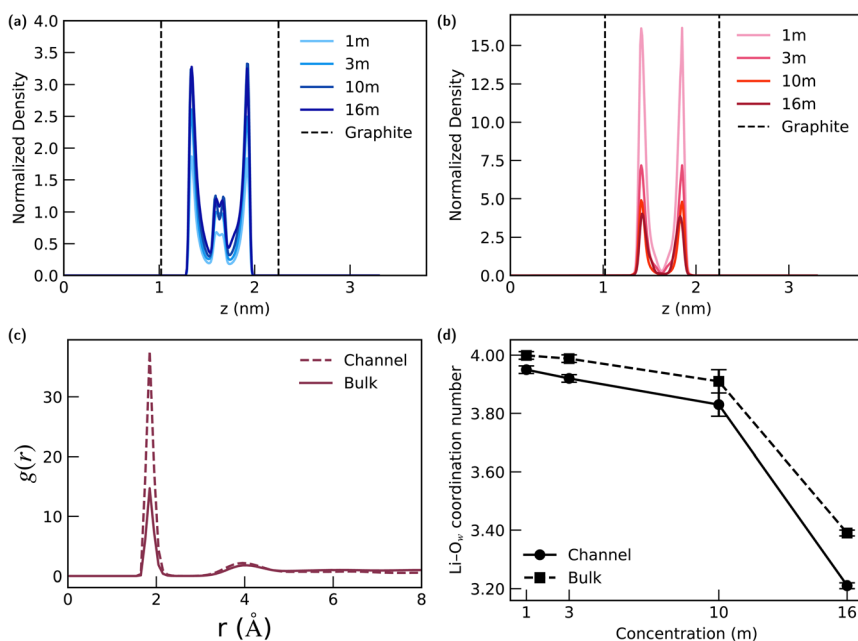 (a)
4.0
3.5
3.0
2.5
2.0
1.5
1.0
0.5
0.0
Normalized Density
0
1
2
3
z (nm)
1m
3m
10m
16m
Graphite
(b)
15.0
12.5
10.0
7.5
5.0
2.5
0.0
Normalized Density
0
1
2
3
z (nm)
1m
3m
10m
16m
Graphite
(c)
30
20
10
0
g(r)
0
2
4
6
8
r (Å)
Channel
Bulk
(d)
4.00
3.80
3.60
3.40
3.20
Li–Ow coordination number
1
3
10
16
Concentration (m)
Channel
Bulk